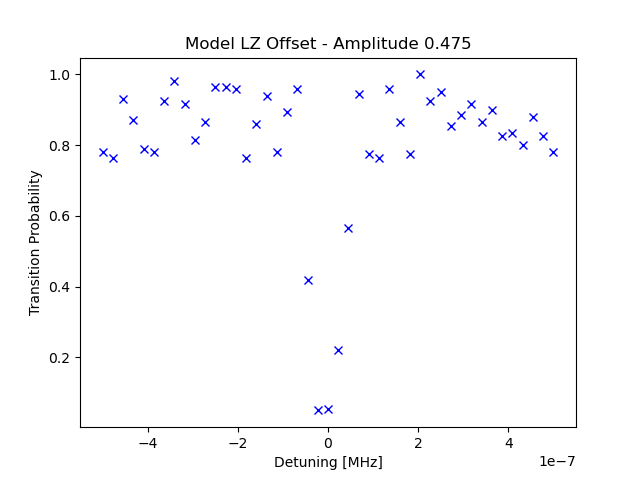 Model LZ Offset - Amplitude 0.475
1.0
0.8
0.6
0.4
0.2
Transition Probability
−4
−2
0
2
4
1e−7
Detuning [MHz]